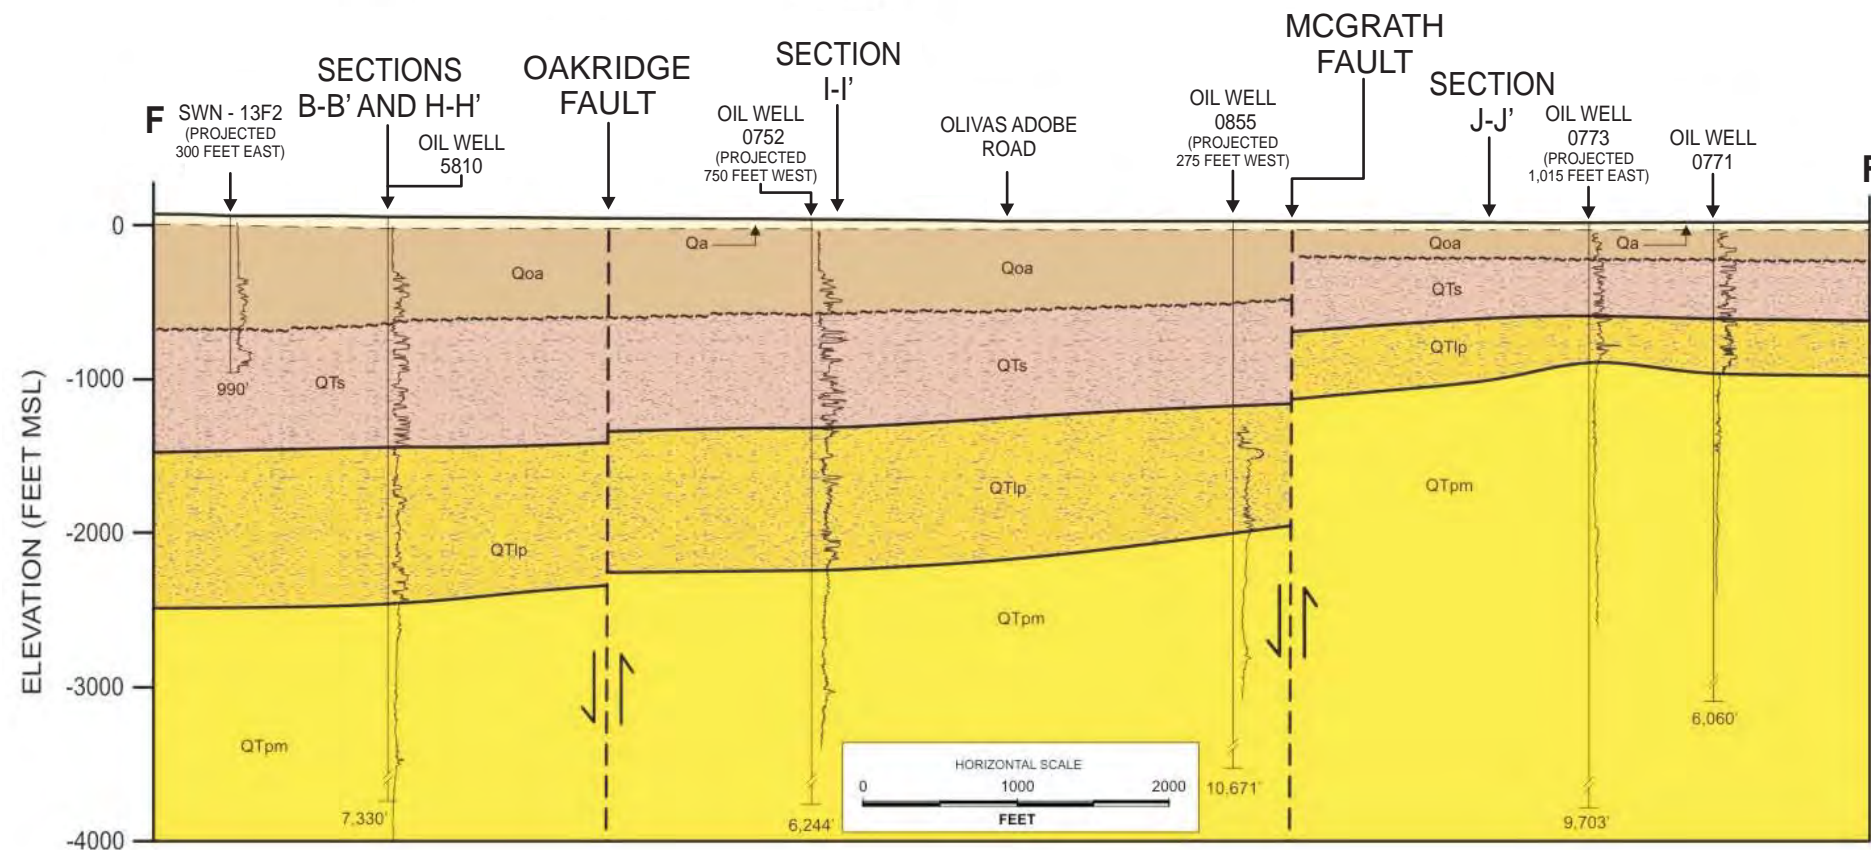 F
SWN - 13F2
(PROJECTED
300 FEET EAST)
SECTIONS
B-B' AND H-H'
OIL WELL
5810
OAKRIDGE
FAULT
OIL WELL
0752
(PROJECTED
750 FEET WEST)
SECTION
I-I'
OLIVAS ADOBE
ROAD
OIL WELL
0855
(PROJECTED
275 FEET WEST)
MCGRATH
FAULT
SECTION
J-J'
OIL WELL
0773
(PROJECTED
1,015 FEET EAST)
OIL WELL
0771
ELEVATION (FEET MSL)
0
-1000
-2000
-3000
-4000
Qa
Qoa
Qoa
Qoa
Qa
QTs
QTs
QTs
QTlp
QTlp
QTlp
QTpm
QTpm
QTpm
990'
7,330'
6,244'
10,671'
9,703'
6,060'
HORIZONTAL SCALE
0 1000 2000
FEET